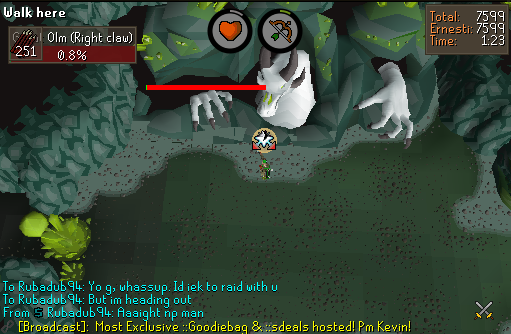 Walk here
Olm (Right claw)
251
0.8%
Total: 7599
Ernesti: 7599
Time: 1:23
To Rubadub94: Yo g, whassup. Id iek to raid with u
To Rubadub94: But im heading out
From S Rubadub94: Aaaight np man
[Broadcast]: Most Exclusive ::Goodiebag & ::sdeals hosted! Pm Kevin!